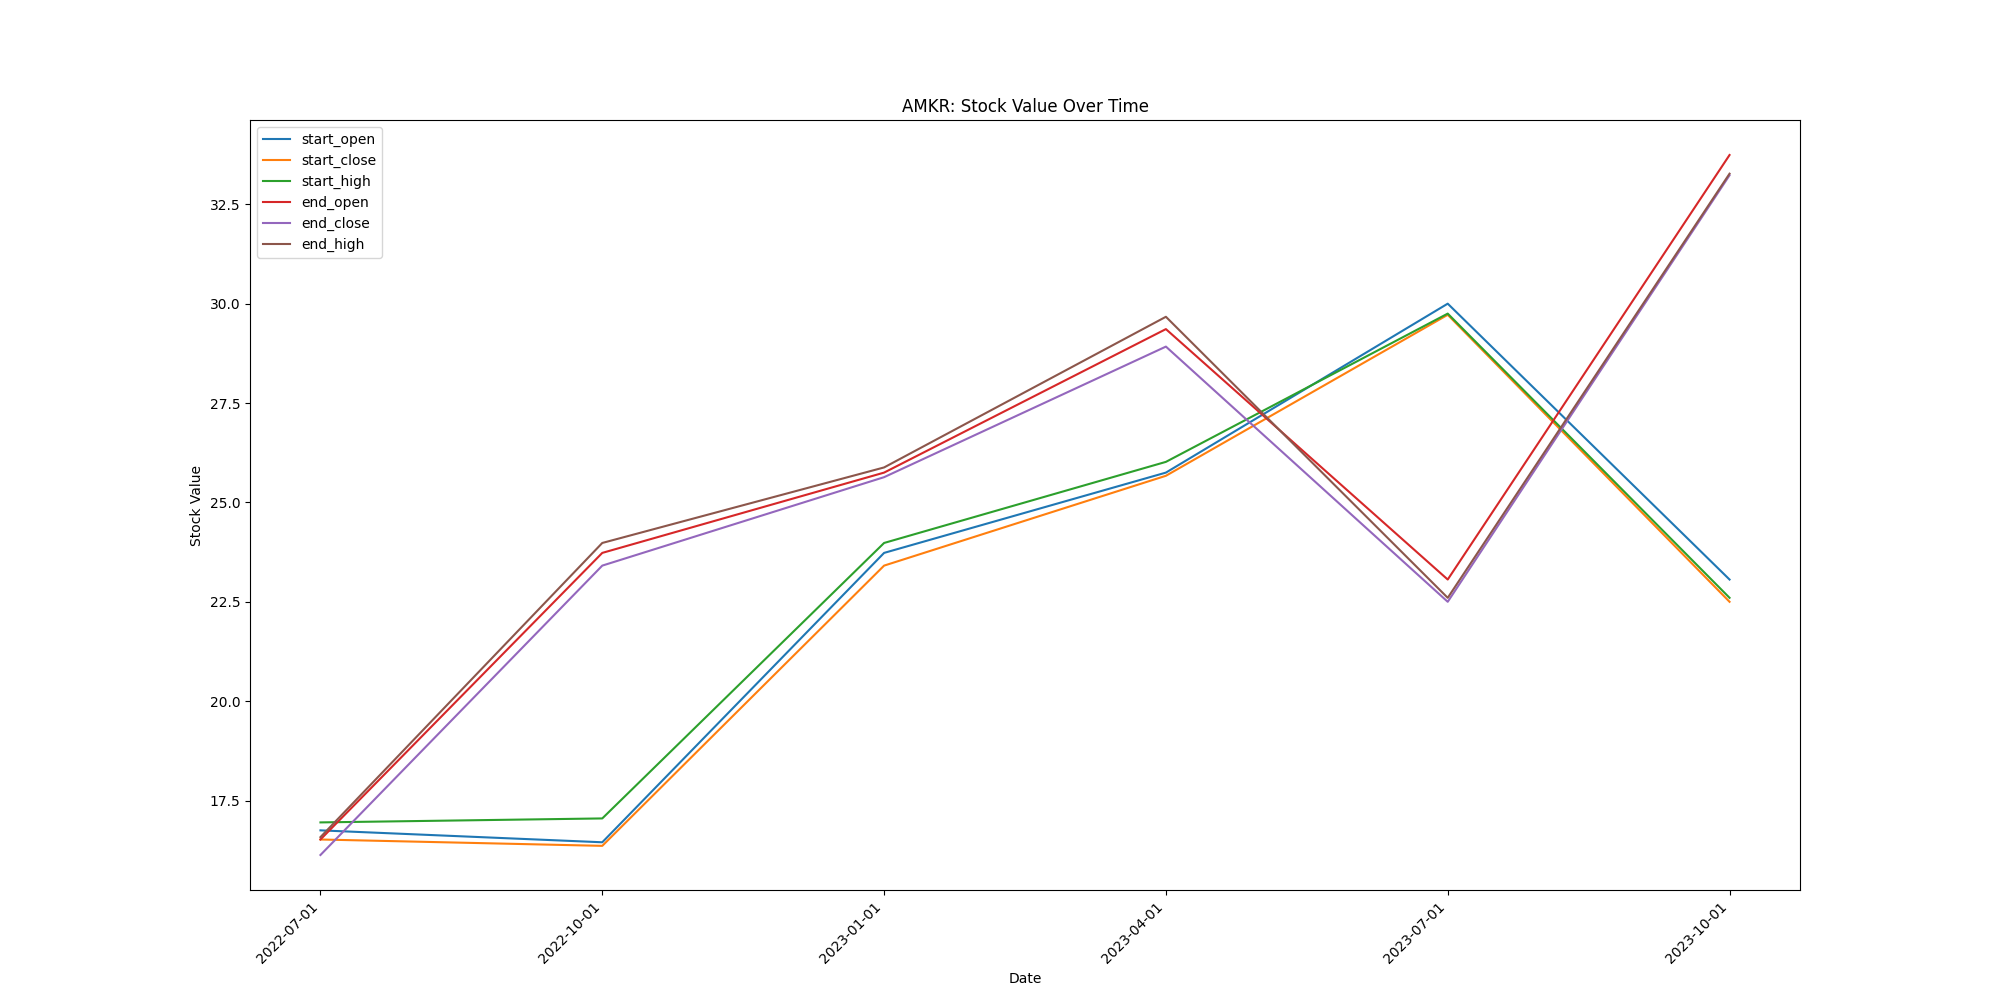 AMKR: Stock Value Over Time
start_open
start_close
start_high
end_open
end_close
end_high
Stock Value
32.5
30.0
27.5
25.0
22.5
20.0
17.5
2022-07-01
2022-10-01
2023-01-01
2023-04-01
2023-07-01
2023-10-01
Date